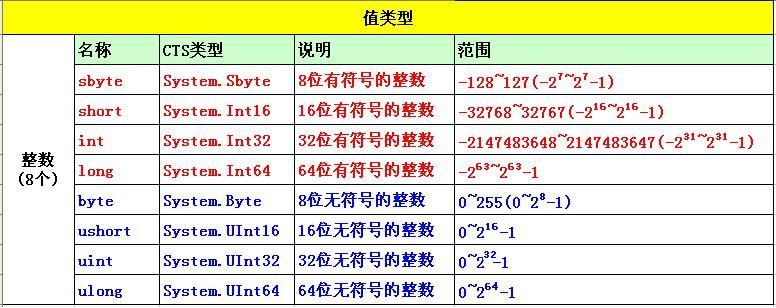 值类型
名称 CTS类型 说明 范围
整数
(8个)
sbyte System.Sbyte 8位有符号的整数 -128~127(-2⁷~2⁷-1)
short System.Int16 16位有符号的整数 -32768~32767(-2¹⁶~2¹⁶-1)
int System.Int32 32位有符号的整数 -2147483648~2147483647(-2³¹~2³¹-1)
long System.Int64 64位有符号的整数 -2⁶³~2⁶³-1
byte System.Byte 8位无符号的整数 0~255(0~2⁸-1)
ushort System.UInt16 16位无符号的整数 0~2¹⁶-1
uint System.UInt32 32位无符号的整数 0~2³²-1
ulong System.UInt64 64位无符号的整数 0~2⁶⁴-1